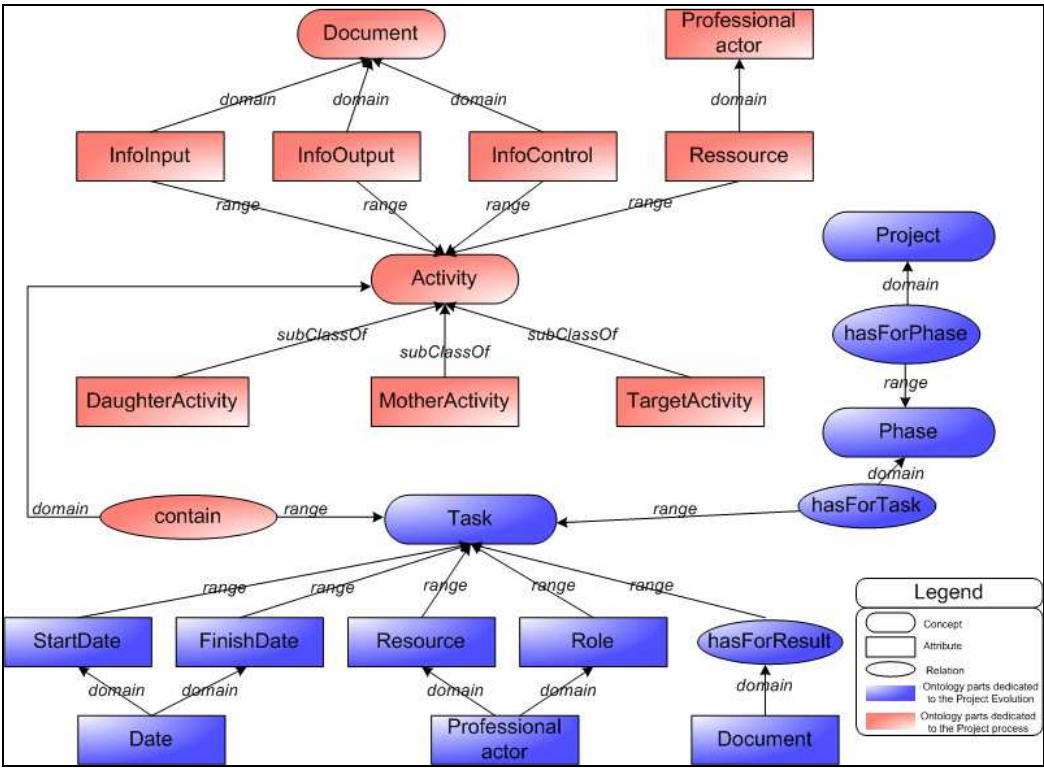 Document
Professional
actor
domain
domain
domain
domain
InfoInput
InfoOutput
InfoControl
Ressource
range
range
range
range
Project
Activity
domain
hasForPhase
subClassOf
subClassOf
subClassOf
range
DaughterActivity
MotherActivity
TargetActivity
Phase
domain
domain
contain
range
Task
range
hasForTask
range
range
range
range
range
Legend
Concept
Attribute
Relation
Ontology parts dedicated
to the Project Evolution
Ontology parts dedicated
to the Project process
StartDate
FinishDate
Resource
Role
hasForResult
domain
domain
domain
domain
domain
Date
Professional
actor
Document